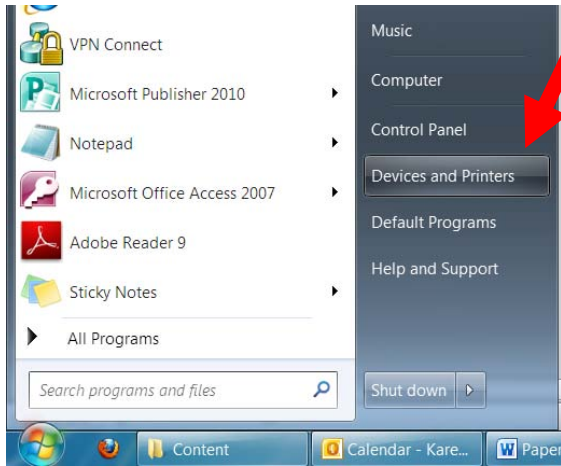 VPN Connect
Microsoft Publisher 2010
Notepad
Microsoft Office Access 2007
Adobe Reader 9
Sticky Notes
All Programs
Search programs and files
Music
Computer
Control Panel
Devices and Printers
Default Programs
Help and Support
Shut down
Content
Calendar - Kare...
Paper